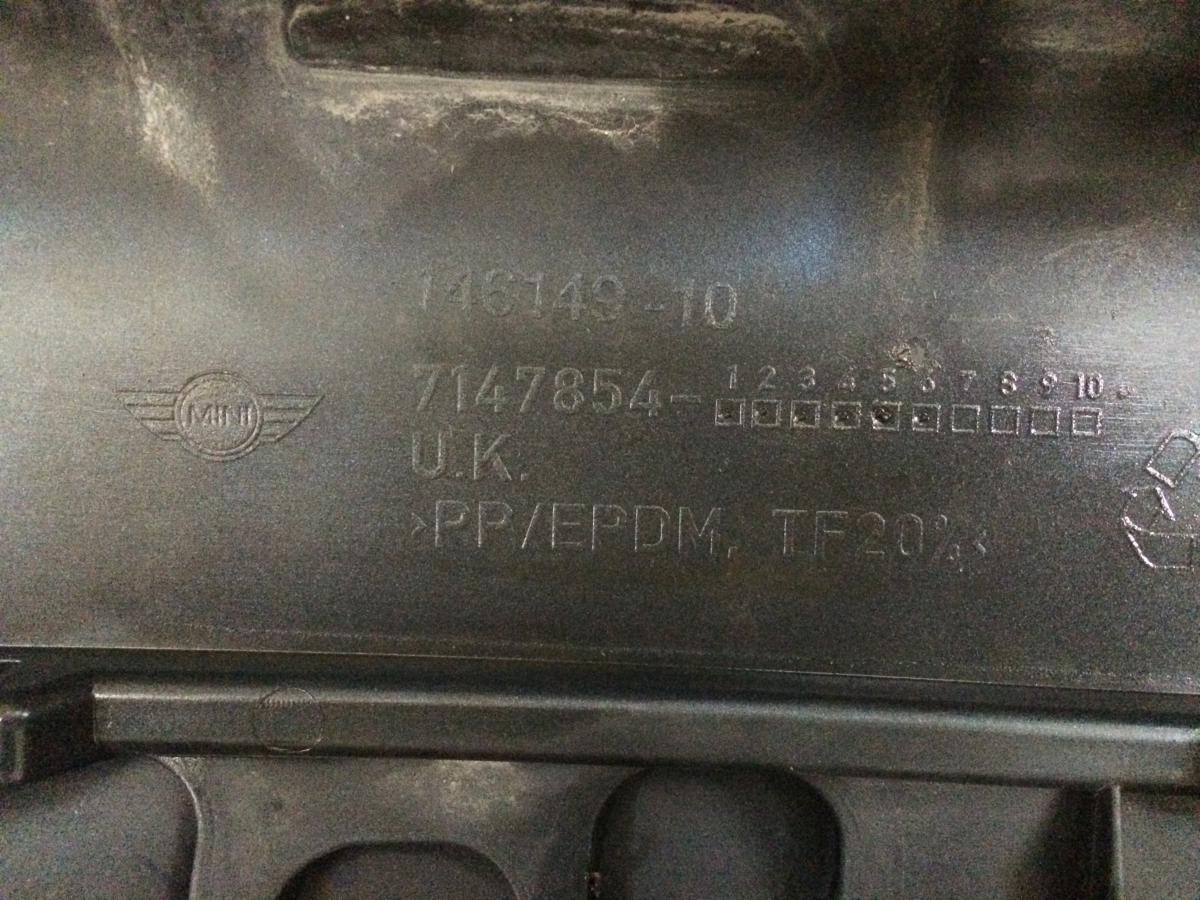 146149-10
1 2 3 4 5 6 7 8 9 10
7147854-
MINI
U.K.
>PP/EPDM, TF20%<